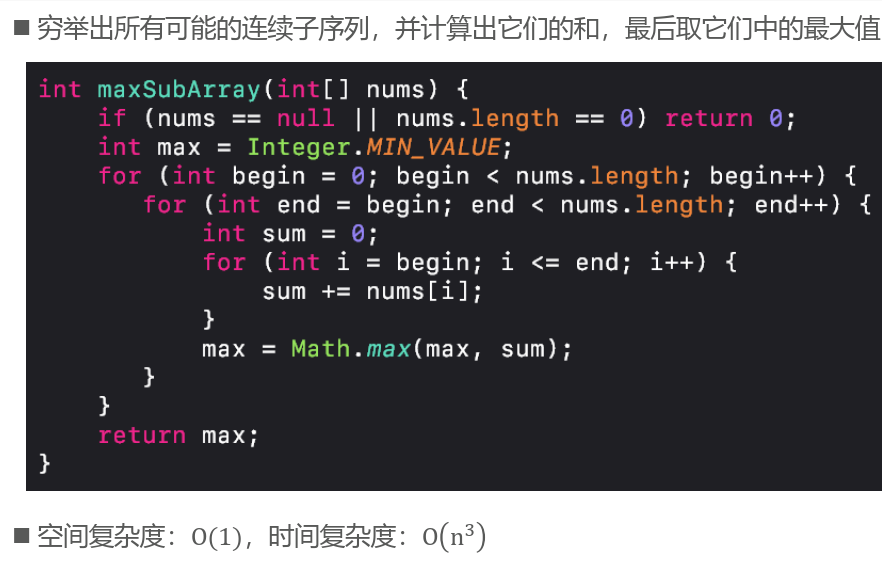 ■ 穷举出所有可能的连续子序列，并计算出它们的和，最后取它们中的最大值
int maxSubArray(int[] nums) {
    if (nums == null || nums.length == 0) return 0;
    int max = Integer.MIN_VALUE;
    for (int begin = 0; begin < nums.length; begin++) {
       for (int end = begin; end < nums.length; end++) {
           int sum = 0;
           for (int i = begin; i <= end; i++) {
               sum += nums[i];
           }
           max = Math.max(max, sum);
       }
    }
    return max;
}
■ 空间复杂度：O(1)，时间复杂度：O(n³)